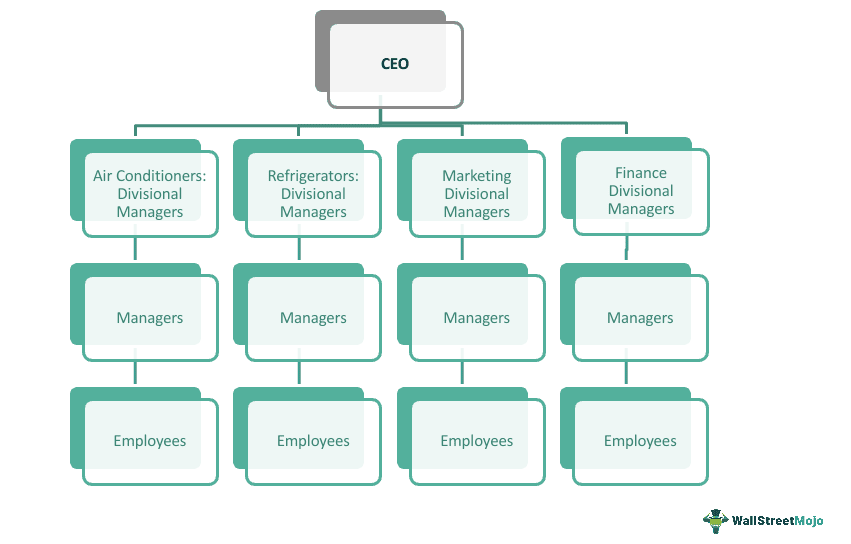 CEO
Air Conditioners:
Divisional
Managers
Refrigerators:
Divisional
Managers
Marketing
Divisional
Managers
Finance
Divisional
Managers
Managers
Managers
Managers
Managers
Employees
Employees
Employees
Employees
WallStreetMojo